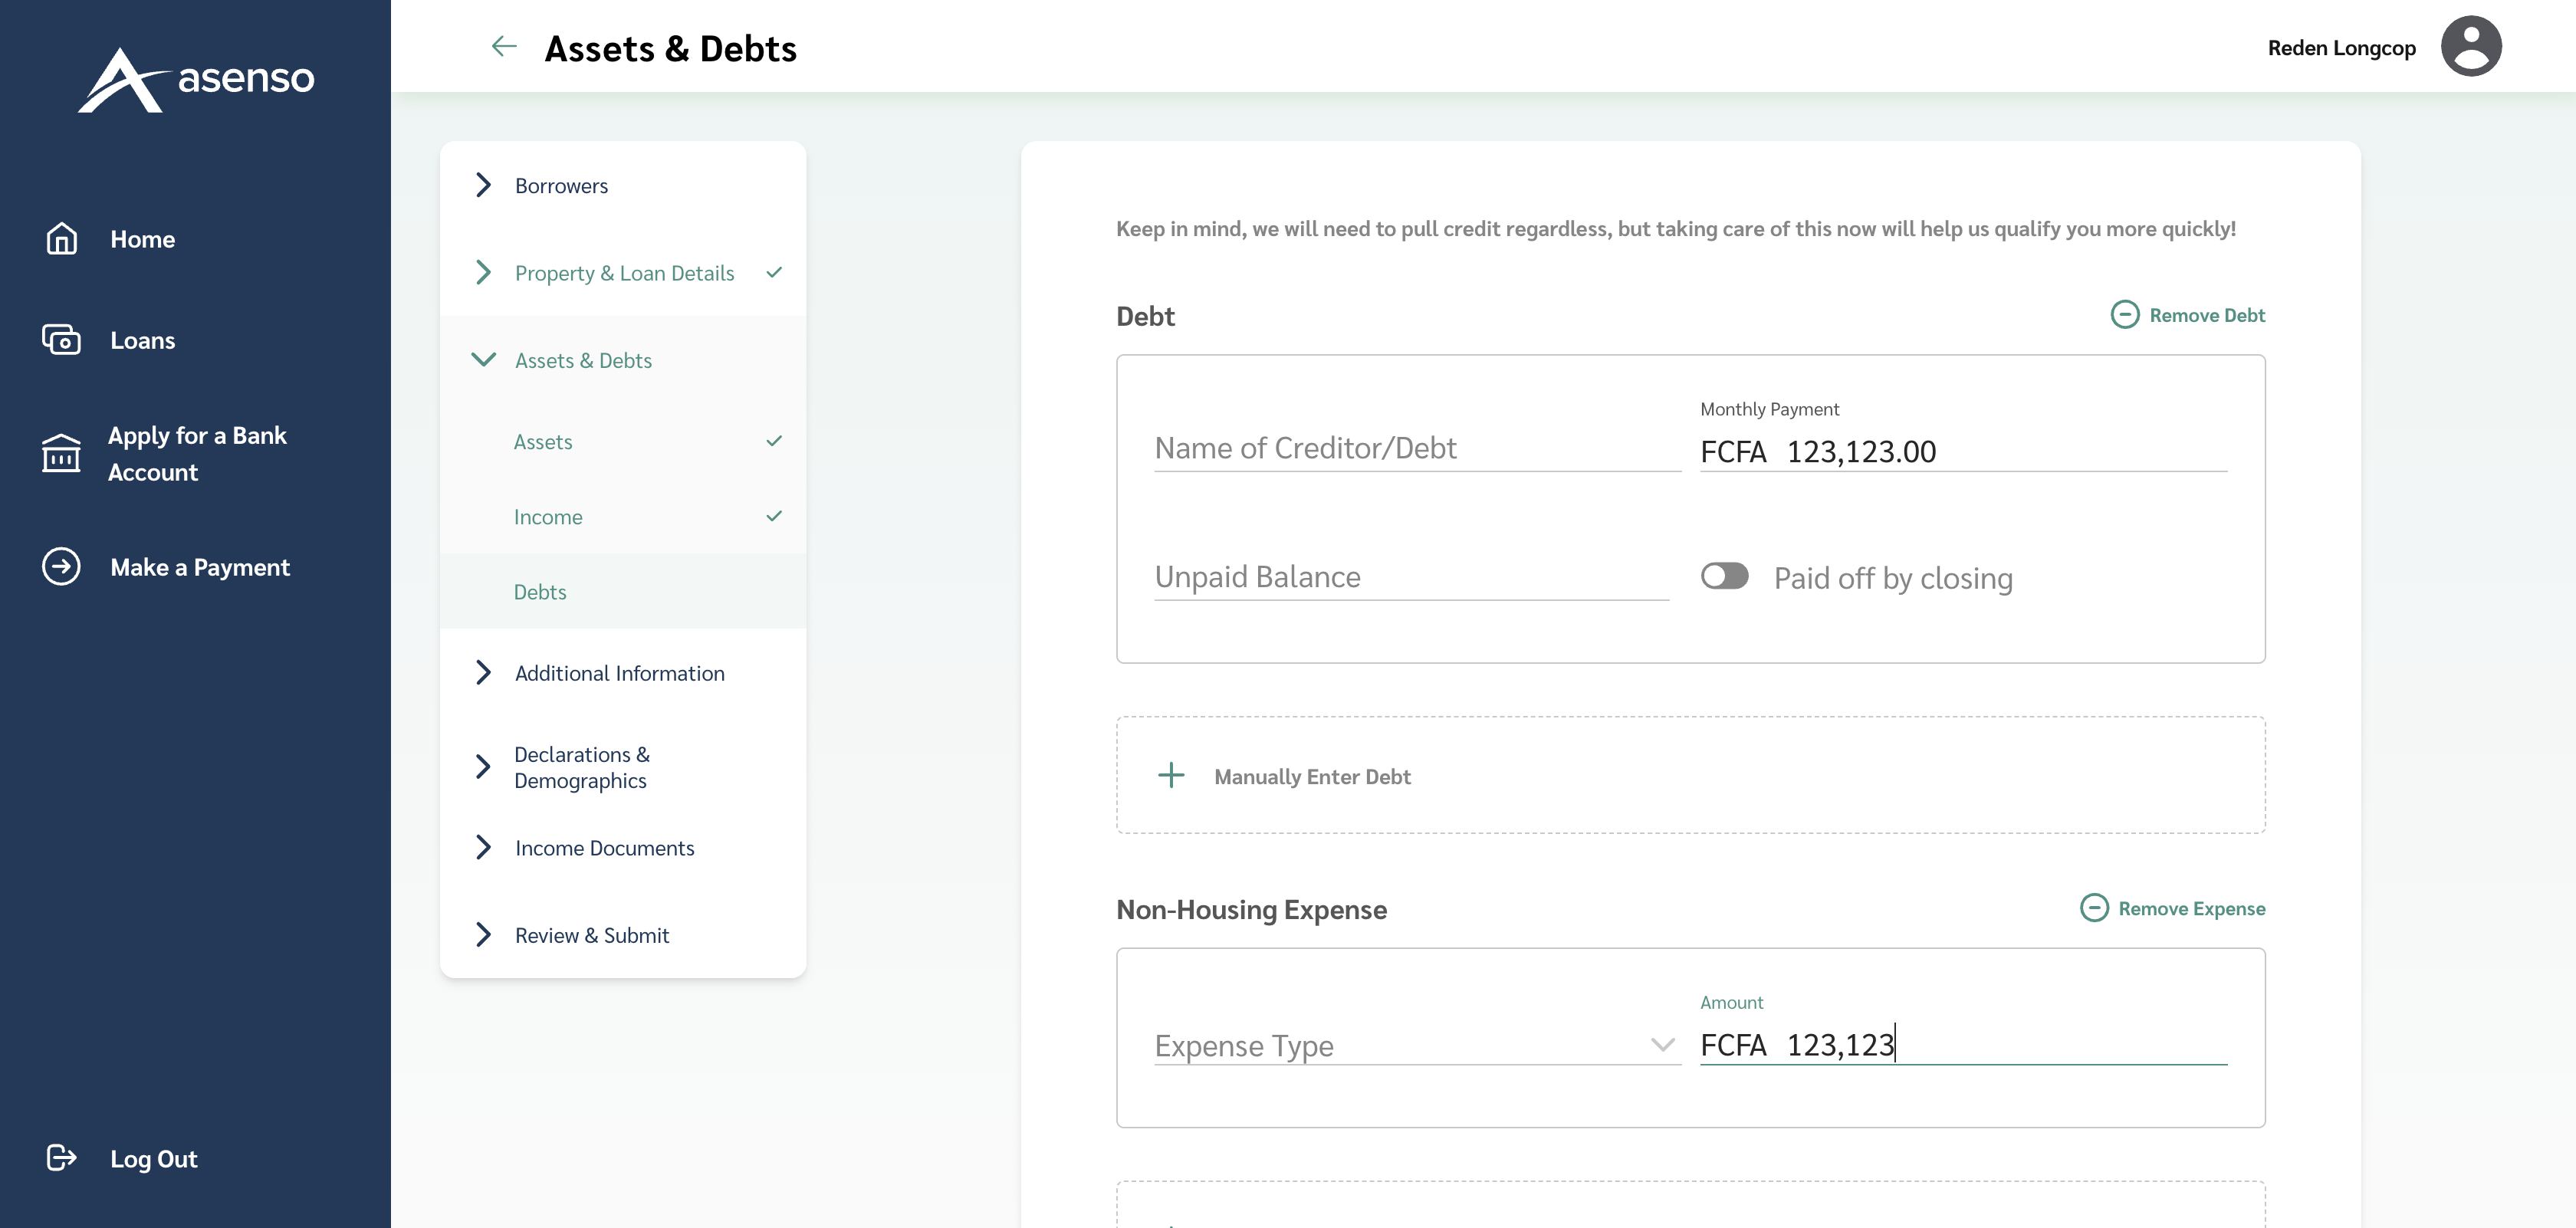 asenso
Home
Loans
Apply for a Bank
Account
Make a Payment
Log Out
Assets & Debts
Reden Longcop
Borrowers
Property & Loan Details
Assets & Debts
Assets
Income
Debts
Additional Information
Declarations &
Demographics
Income Documents
Review & Submit
Keep in mind, we will need to pull credit regardless, but taking care of this now will help us qualify you more quickly!
Debt
Remove Debt
Name of Creditor/Debt
Monthly Payment
FCFA 123,123.00
Unpaid Balance
Paid off by closing
Manually Enter Debt
Non-Housing Expense
Remove Expense
Expense Type
Amount
FCFA 123,123